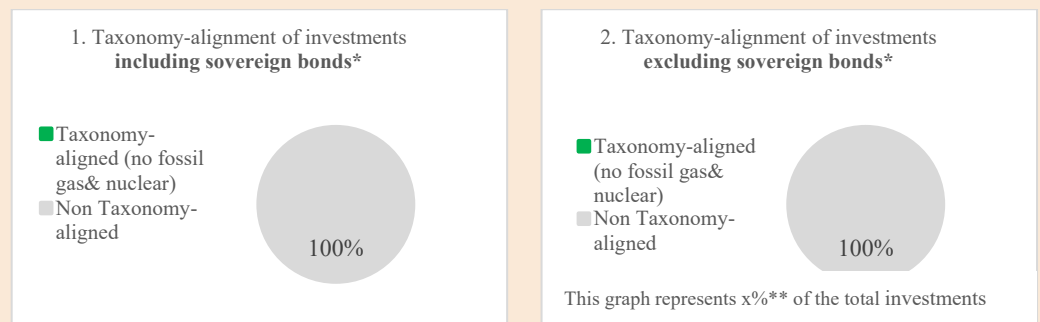 1. Taxonomy-alignment of investments
including sovereign bonds*
Taxonomy-
aligned (no fossil
gas& nuclear)
Non Taxonomy-
aligned
100%
2. Taxonomy-alignment of investments
excluding sovereign bonds*
Taxonomy-aligned
(no fossil gas&
nuclear)
Non Taxonomy-
aligned
100%
This graph represents x%** of the total investments